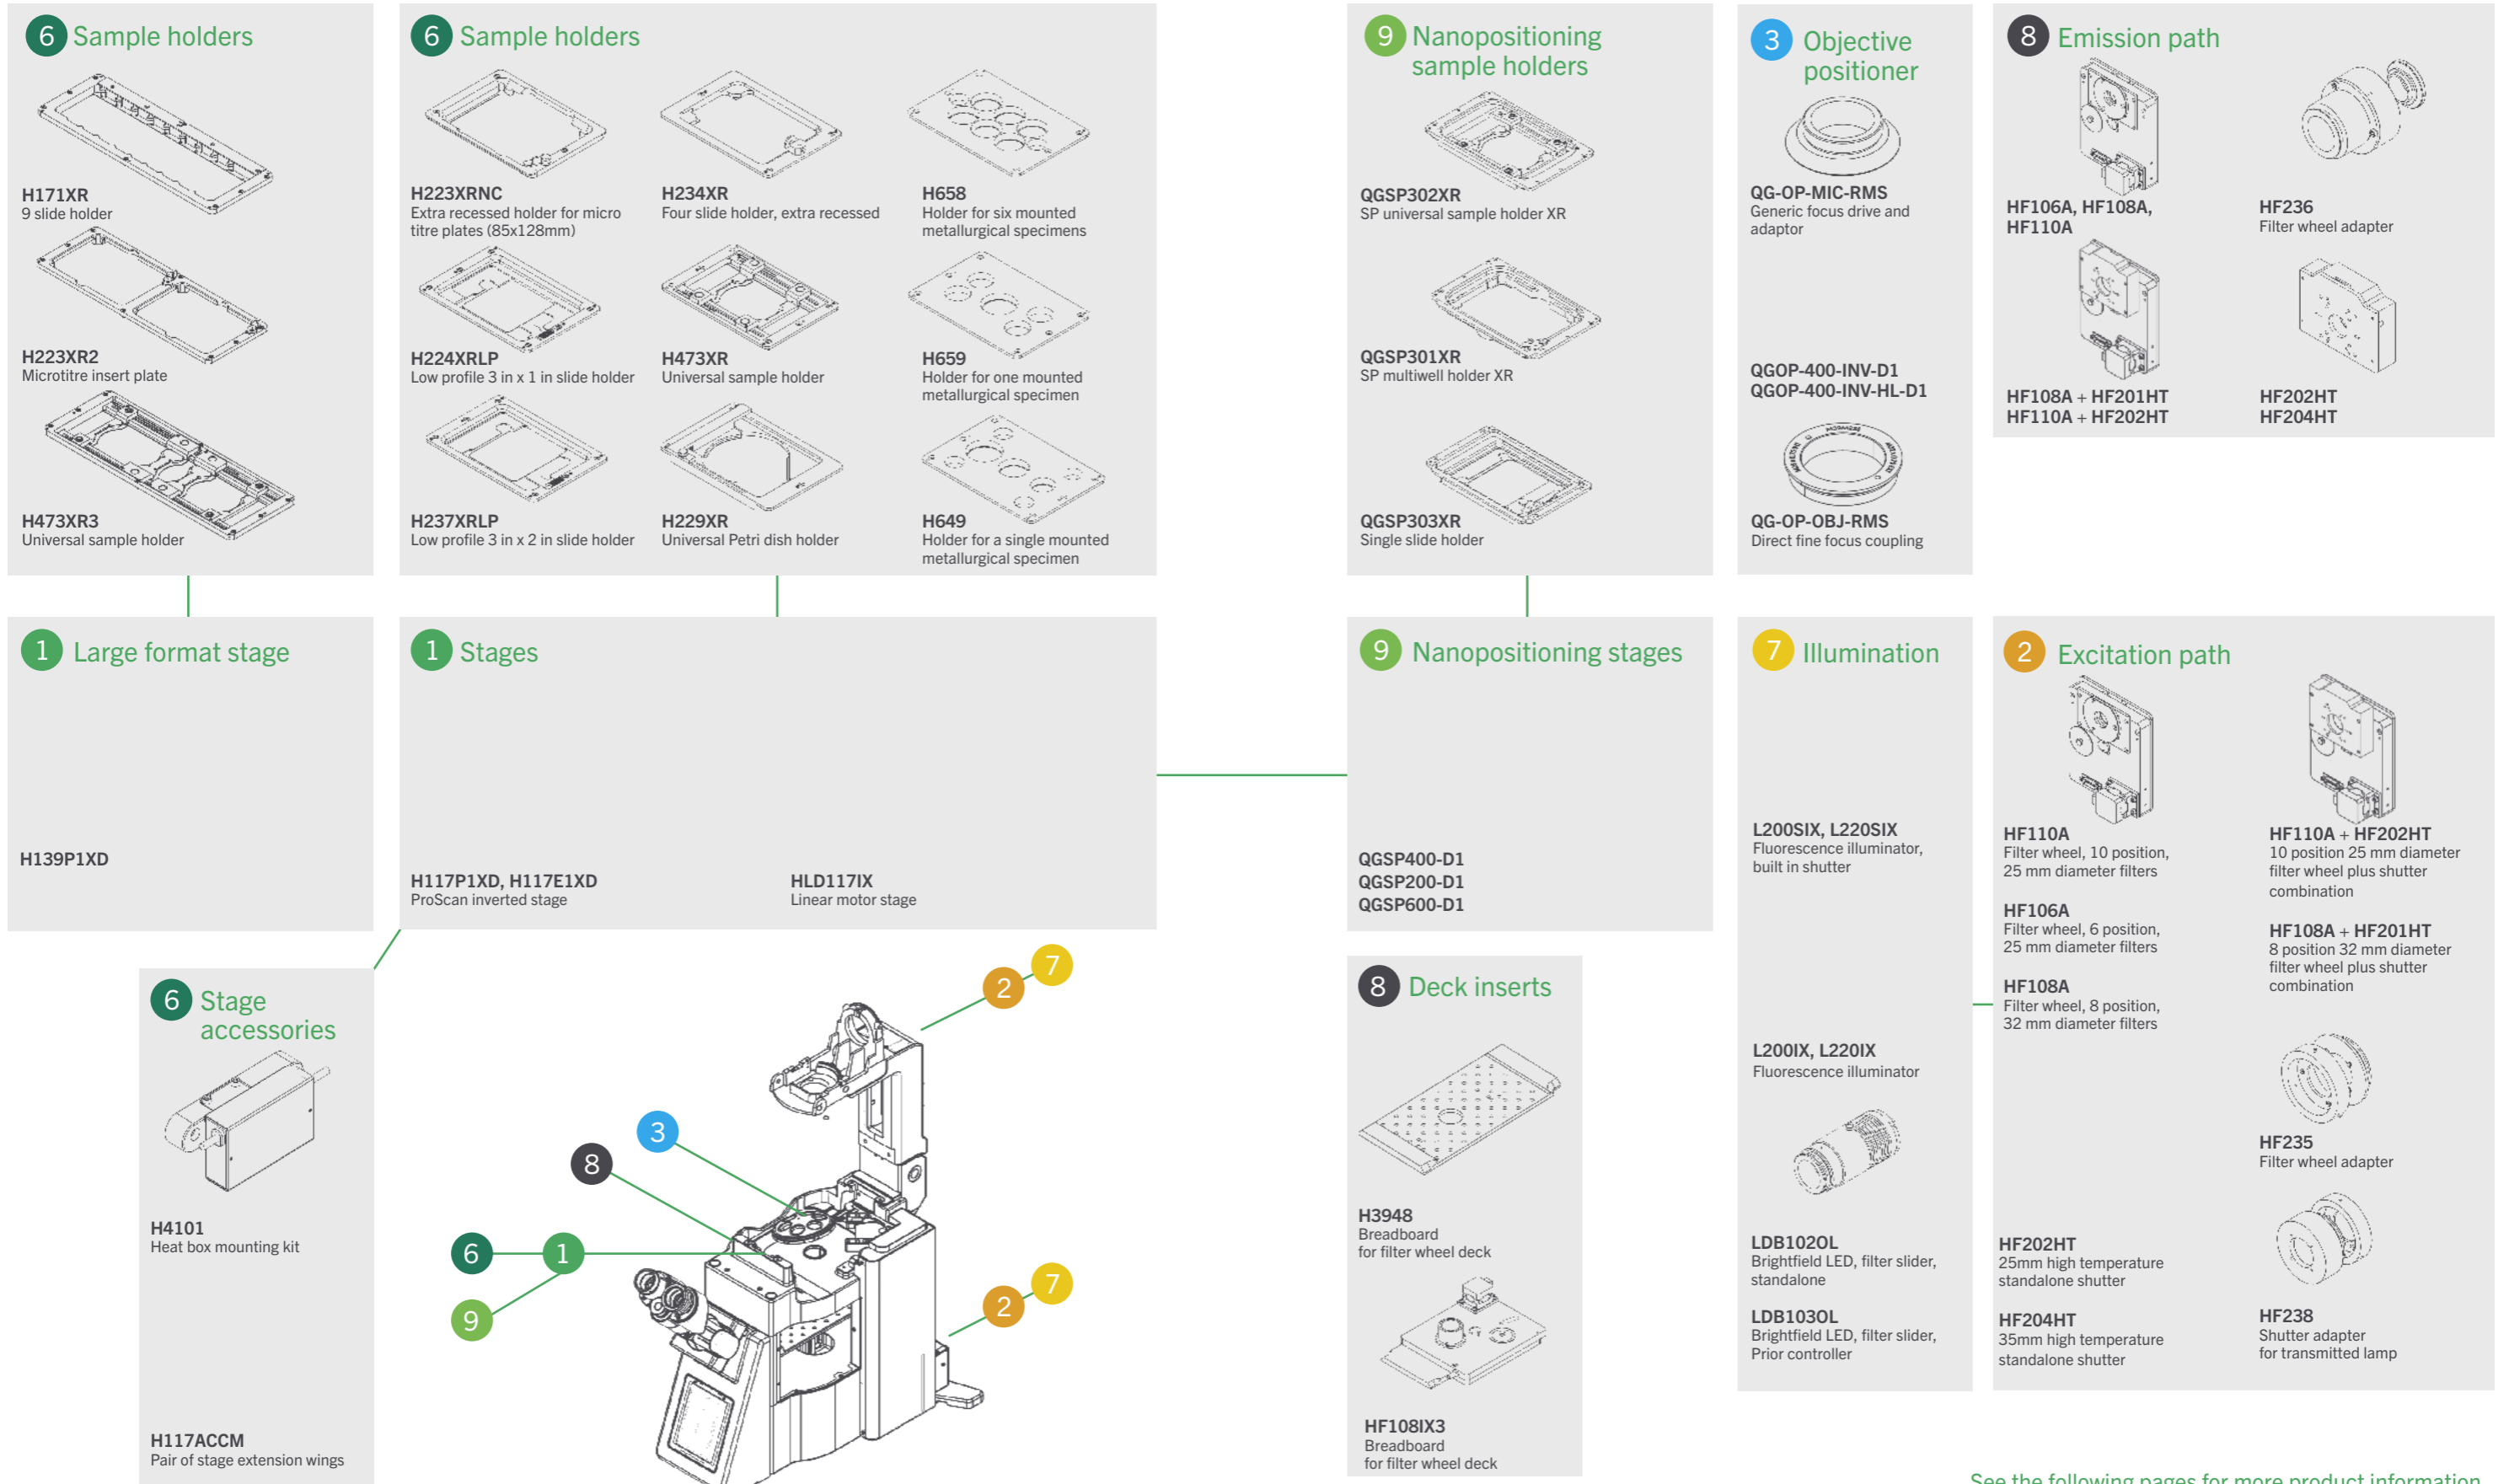 6 Sample holders
H171XR
9 slide holder
H223XR2
Microtitre insert plate
H473XR3
Universal sample holder
6 Sample holders
H223XRNC
Extra recessed holder for micro
titre plates (85x128mm)
H234XR
Four slide holder, extra recessed
H658
Holder for six mounted
metallurgical specimens
H224XRLP
Low profile 3 in x 1 in slide holder
H473XR
Universal sample holder
H659
Holder for one mounted
metallurgical specimen
H237XRLP
Low profile 3 in x 2 in slide holder
H229XR
Universal Petri dish holder
H649
Holder for a single mounted
metallurgical specimen
9 Nanopositioning
sample holders
QGSP302XR
SP universal sample holder XR
QGSP301XR
SP multiwell holder XR
QGSP303XR
Single slide holder
3 Objective
positioner
QG-OP-MIC-RMS
Generic focus drive and
adaptor
QGOP-400-INV-D1
QGOP-400-INV-HL-D1
QG-OP-OBJ-RMS
Direct fine focus coupling
8 Emission path
HF106A, HF108A,
HF110A
HF236
Filter wheel adapter
HF108A + HF201HT
HF110A + HF202HT
HF202HT
HF204HT
1 Large format stage
H139P1XD
1 Stages
H117P1XD, H117E1XD
ProScan inverted stage
HLD117IX
Linear motor stage
9 Nanopositioning stages
QGSP400-D1
QGSP200-D1
QGSP600-D1
7 Illumination
L200SIX, L220SIX
Fluorescence illuminator,
built in shutter
L200IX, L220IX
Fluorescence illuminator
LDB102OL
Brightfield LED, filter slider,
standalone
LDB103OL
Brightfield LED, filter slider,
Prior controller
2 Excitation path
HF110A
Filter wheel, 10 position,
25 mm diameter filters
HF106A
Filter wheel, 6 position,
25 mm diameter filters
HF108A
Filter wheel, 8 position,
32 mm diameter filters
HF110A + HF202HT
10 position 25 mm diameter
filter wheel plus shutter
combination
HF108A + HF201HT
8 position 32 mm diameter
filter wheel plus shutter
combination
HF235
Filter wheel adapter
HF202HT
25mm high temperature
standalone shutter
HF204HT
35mm high temperature
standalone shutter
HF238
Shutter adapter
for transmitted lamp
6 Stage
accessories
H4101
Heat box mounting kit
H117ACCM
Pair of stage extension wings
7
2
3
8
6
1
9
7
2
8 Deck inserts
H3948
Breadboard
for filter wheel deck
HF108IX3
Breadboard
for filter wheel deck
See the following pages for more product information